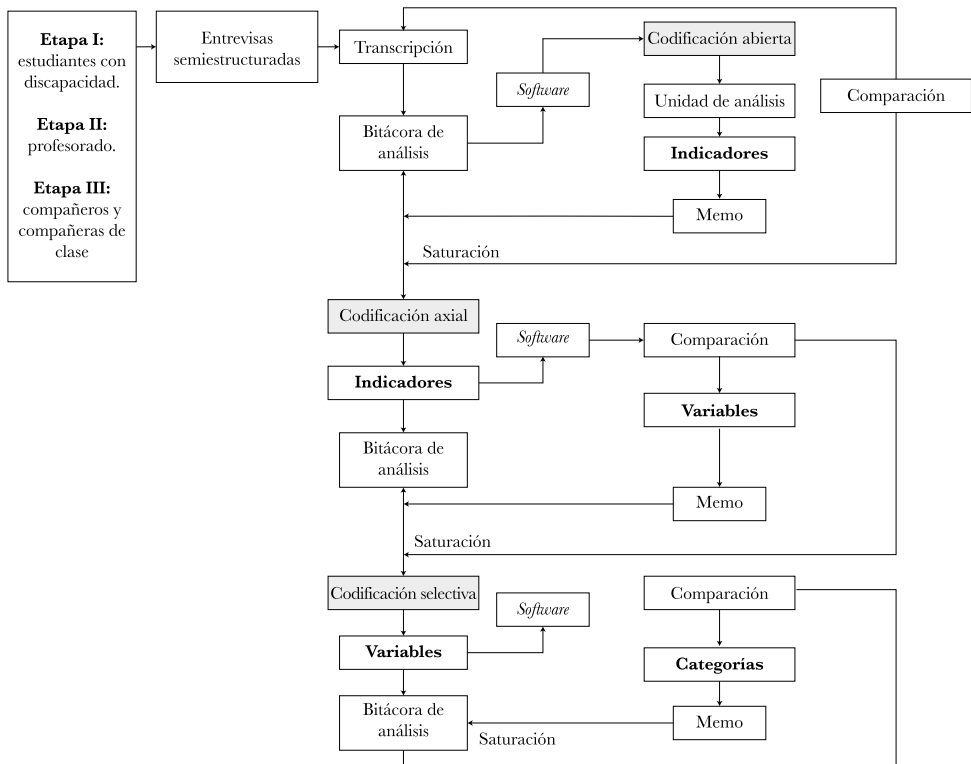 Etapa I:
estudiantes con
discapacidad.
Etapa II:
profesorado.
Etapa III:
compañeros y
compañeras de
clase
Entrevisas
semiestructuradas
Transcripción
Bitácora de
análisis
Software
Codificación abierta
Unidad de análisis
Indicadores
Memo
Comparación
Saturación
Codificación axial
Indicadores
Bitácora de
análisis
Software
Comparación
Variables
Memo
Saturación
Codificación selectiva
Variables
Bitácora de
análisis
Software
Comparación
Categorías
Memo
Saturación